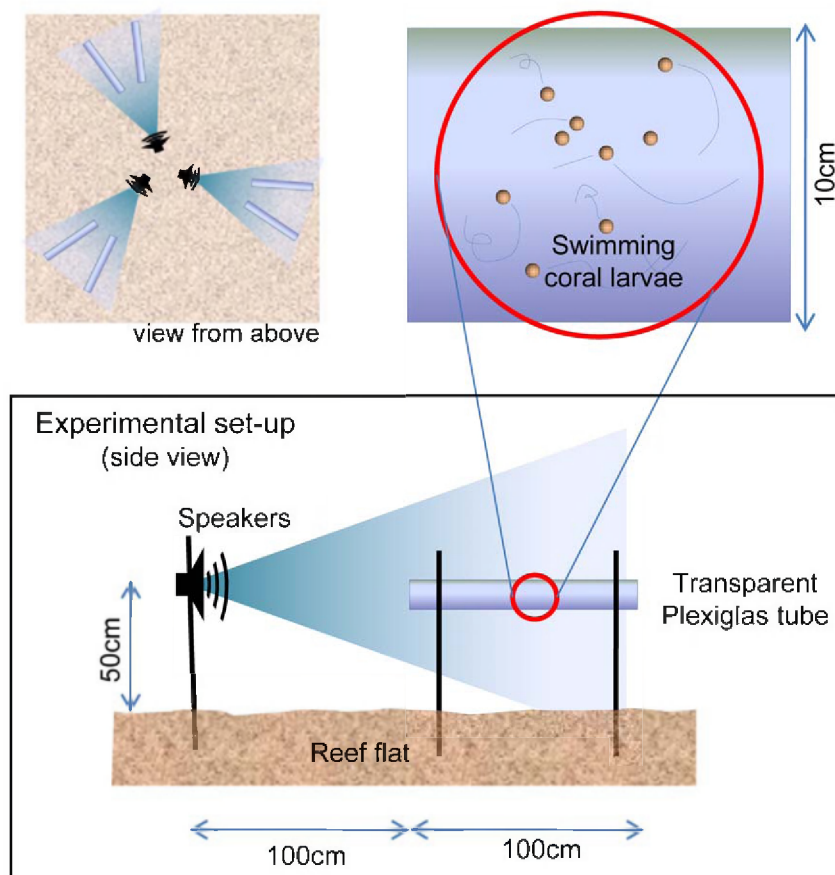 view from above
Swimming
coral larvae
10cm
Experimental set-up
(side view)
Speakers
Transparent
Plexiglas tube
50cm
Reef flat
100cm
100cm